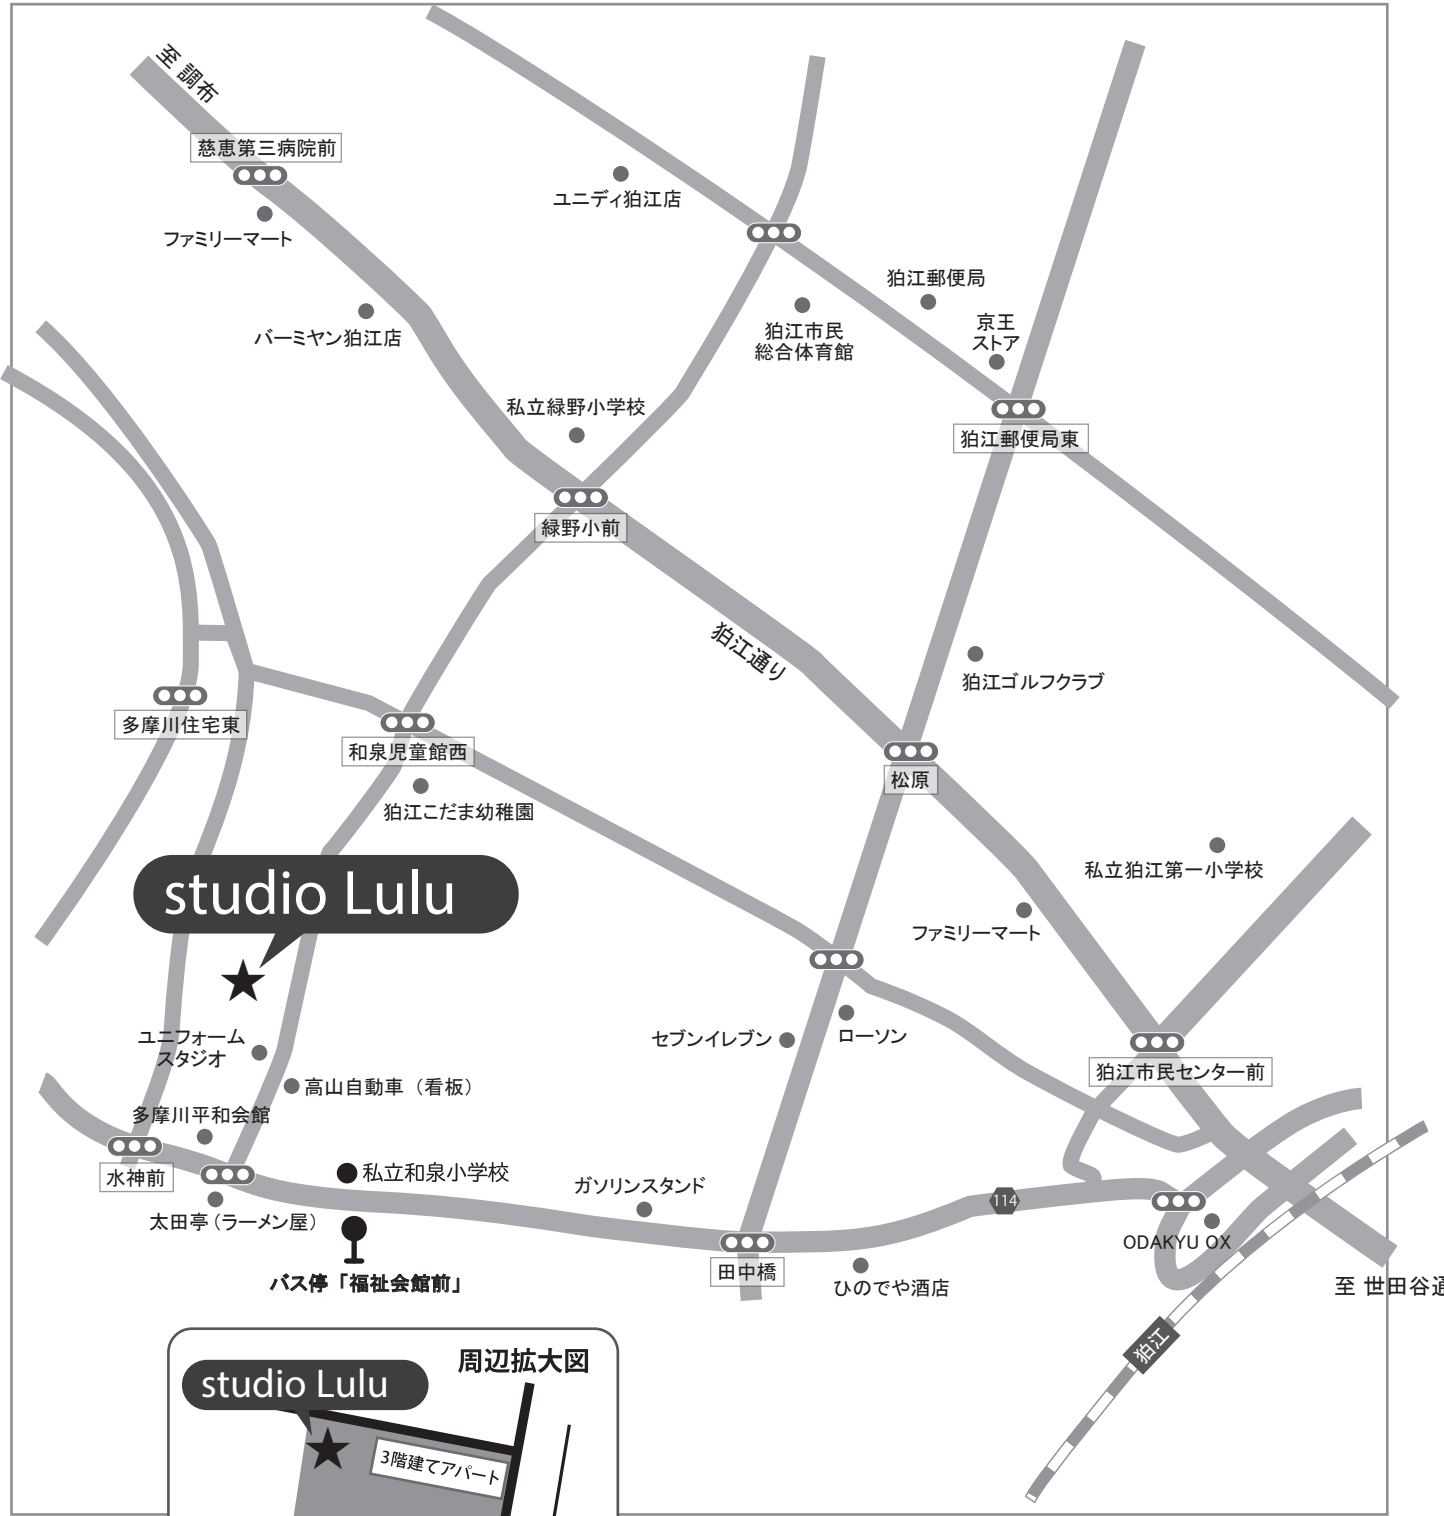 至 調布
慈恵第三病院前
ファミリーマート
ユニディ狛江店
バーミヤン狛江店
狛江郵便局
狛江市民
総合体育館
京王
ストア
狛江郵便局東
私立緑野小学校
緑野小前
狛江通り
狛江ゴルフクラブ
多摩川住宅東
和泉児童館西
松原
狛江こだま幼稚園
私立狛江第一小学校
studio Lulu
ファミリーマート
ユニフォーム
スタジオ
セブンイレブン
ローソン
狛江市民センター前
高山自動車（看板）
多摩川平和会館
水神前
私立和泉小学校
ガソリンスタンド
114
太田亭（ラーメン屋）
ODAKYU OX
バス停「福祉会館前」
田中橋
ひのでや酒店
至 世田谷通
狛江
周辺拡大図
studio Lulu
3階建てアパート